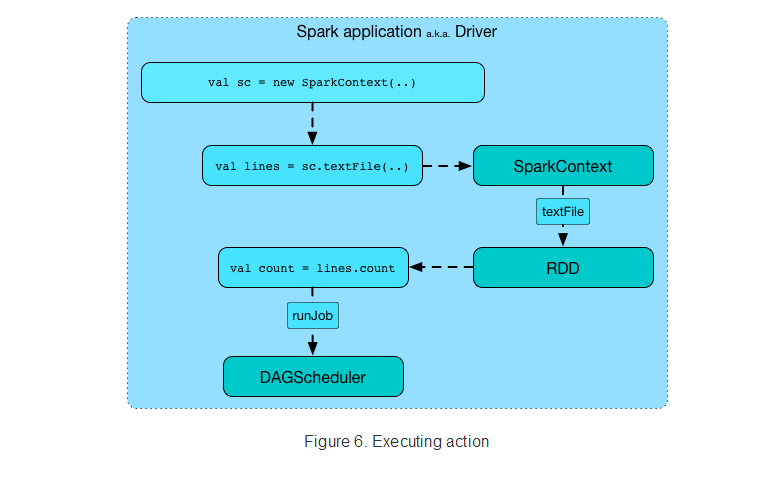 Spark application a.k.a. Driver
val sc = new SparkContext(..)
val lines = sc.textFile(..)
SparkContext
textFile
RDD
val count = lines.count
runJob
DAGScheduler
Figure 6. Executing action